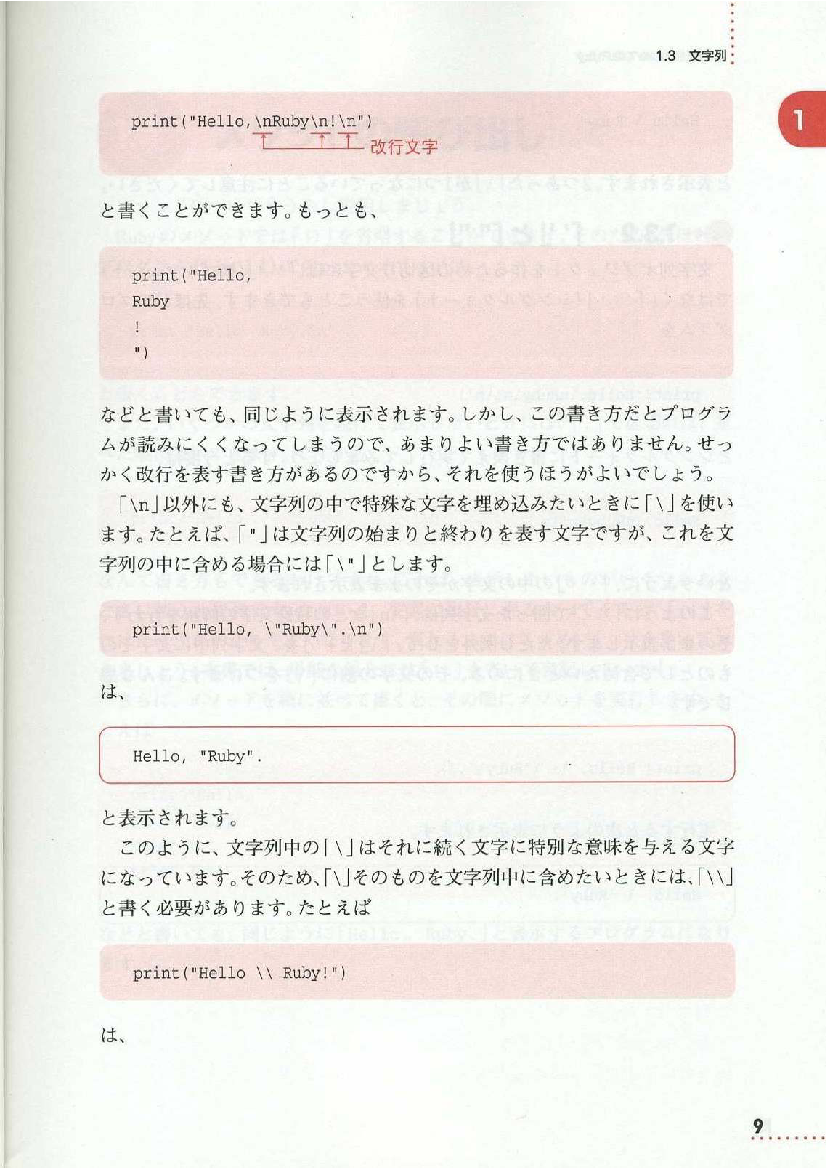 1.3 文字列
1
print("Hello,\nRuby\n!\n")
改行文字
と書くことができます。もっとも、
print("Hello,
Ruby
!
")
などと書いても、同じように表示されます。しかし、この書き方だとプログラ
ムが読みにくくなってしまうので、あまりよい書き方ではありません。せっ
かく改行を表す書き方があるのですから、それを使うほうがよいでしょう。
「\n」以外にも、文字列の中で特殊な文字を埋め込みたいときに「\」を使い
ます。たとえば、「"」は文字列の始まりと終わりを表す文字ですが、これを文
字列の中に含める場合には「\"」とします。
print("Hello, \"Ruby\".\n")
は、
Hello, "Ruby".
と表示されます。
このように、文字列中の「\」はそれに続く文字に特別な意味を与える文字
になっています。そのため、「\」そのものを文字列中に含めたいときには、「\\」
と書く必要があります。たとえば
print("Hello \\ Ruby!")
は、
9